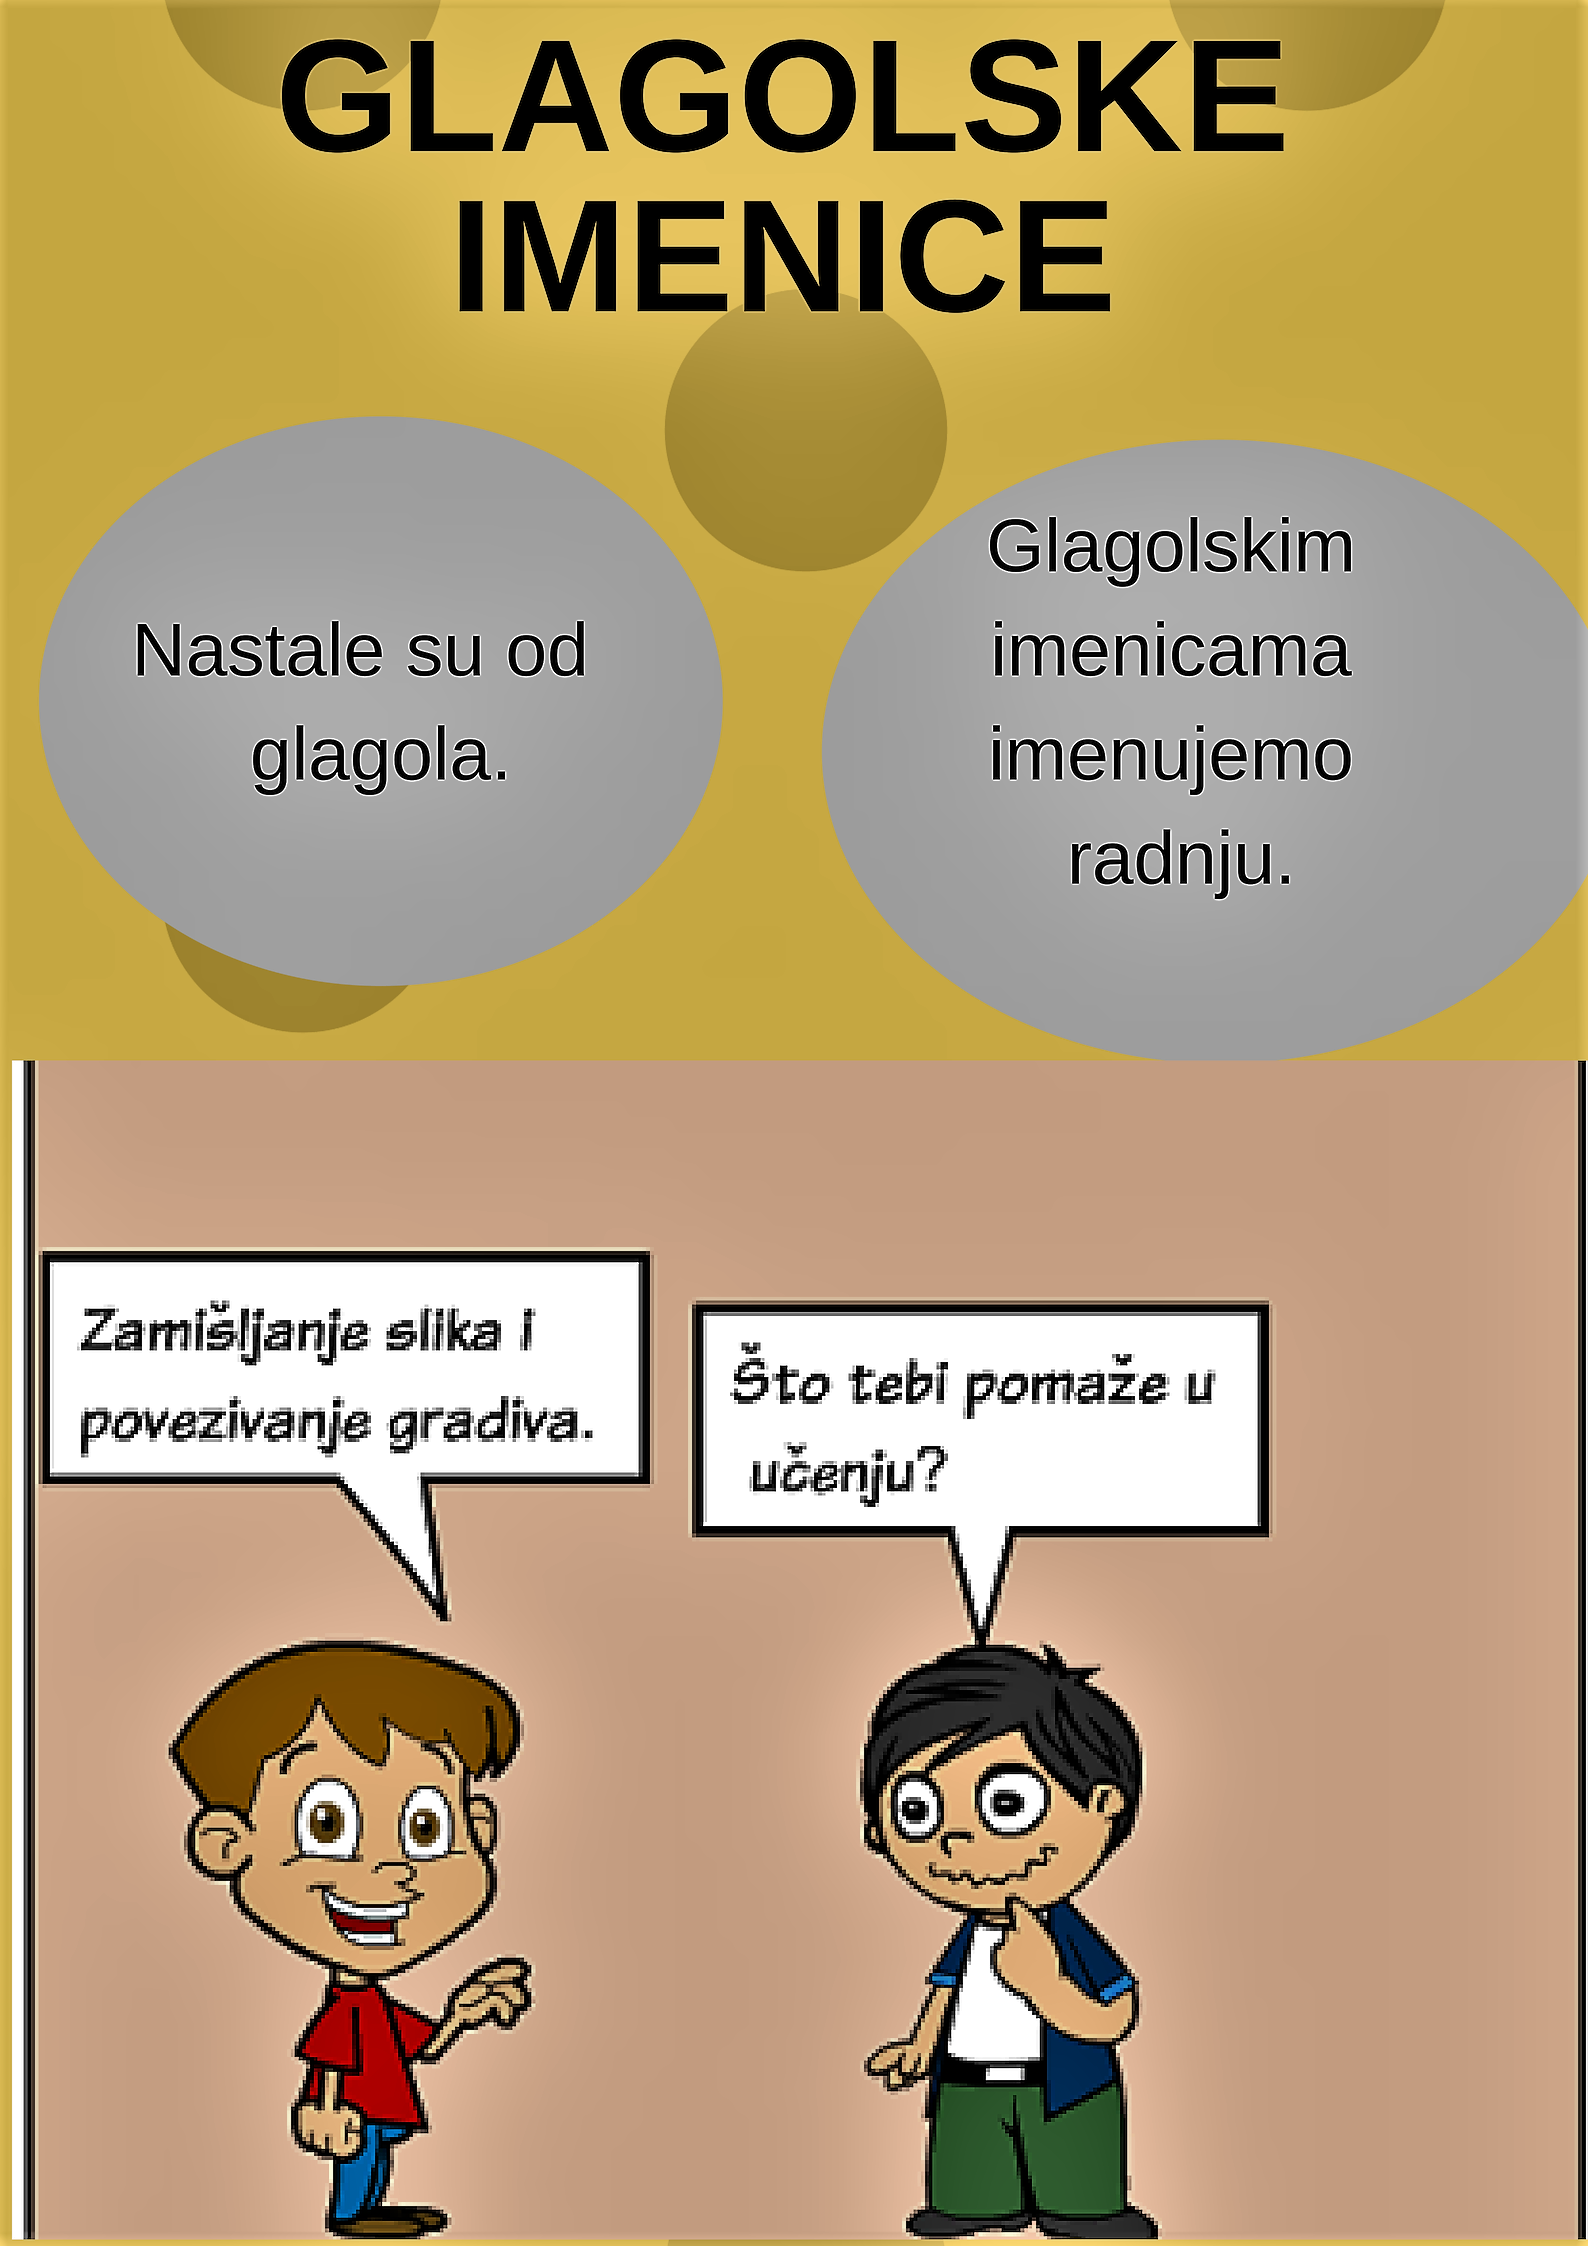 GLAGOLSKE
IMENICE
Nastale su od
glagola.
Glagolskim
imenicama
imenujemo
radnju.
Zamišljanje slika i
povezivanje gradiva.
Što tebi pomaže u
učenju?